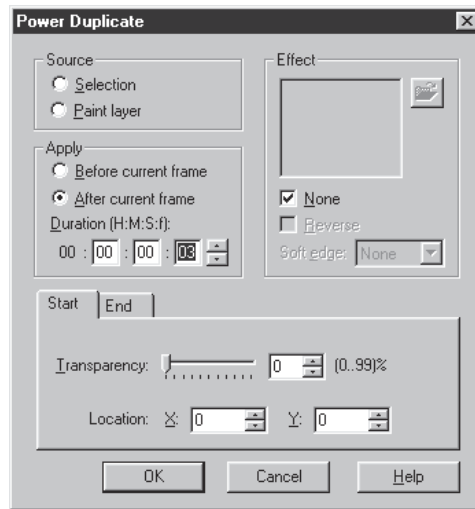 Power Duplicate
Source
Selection
Paint layer
Apply
Before current frame
After current frame
Duration (H:M:S:f):
00 : 00 : 00 : 03
Effect
None
Reverse
Soft edge: None
Start End
Transparency: 0 (0..99)%
Location: X: 0 Y: 0
OK Cancel Help